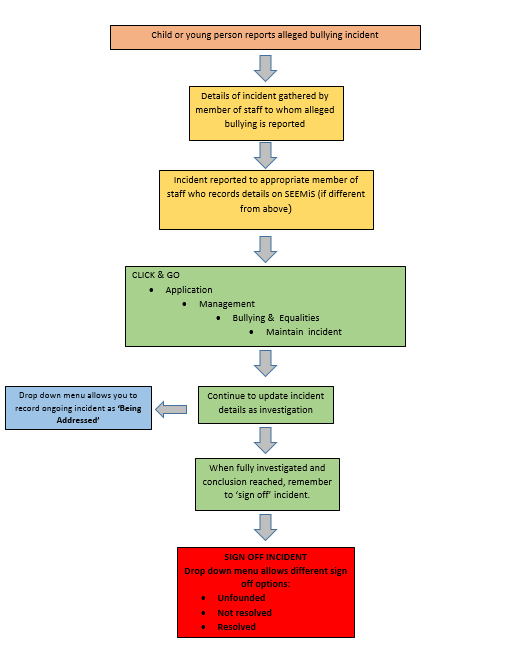 Child or young person reports alleged bullying incident
Details of incident gathered by
member of staff to whom alleged
bullying is reported
Incident reported to appropriate member of
staff who records details on SEEMiS (if different
from above)
CLICK & GO
• Application
• Management
• Bullying & Equalities
• Maintain incident
Continue to update incident
details as investigation
Drop down menu allows you to
record ongoing incident as ‘Being
Addressed’
When fully investigated and
conclusion reached, remember
to ‘sign off’ incident.
SIGN OFF INCIDENT
Drop down menu allows different sign
off options:
• Unfounded
• Not resolved
• Resolved